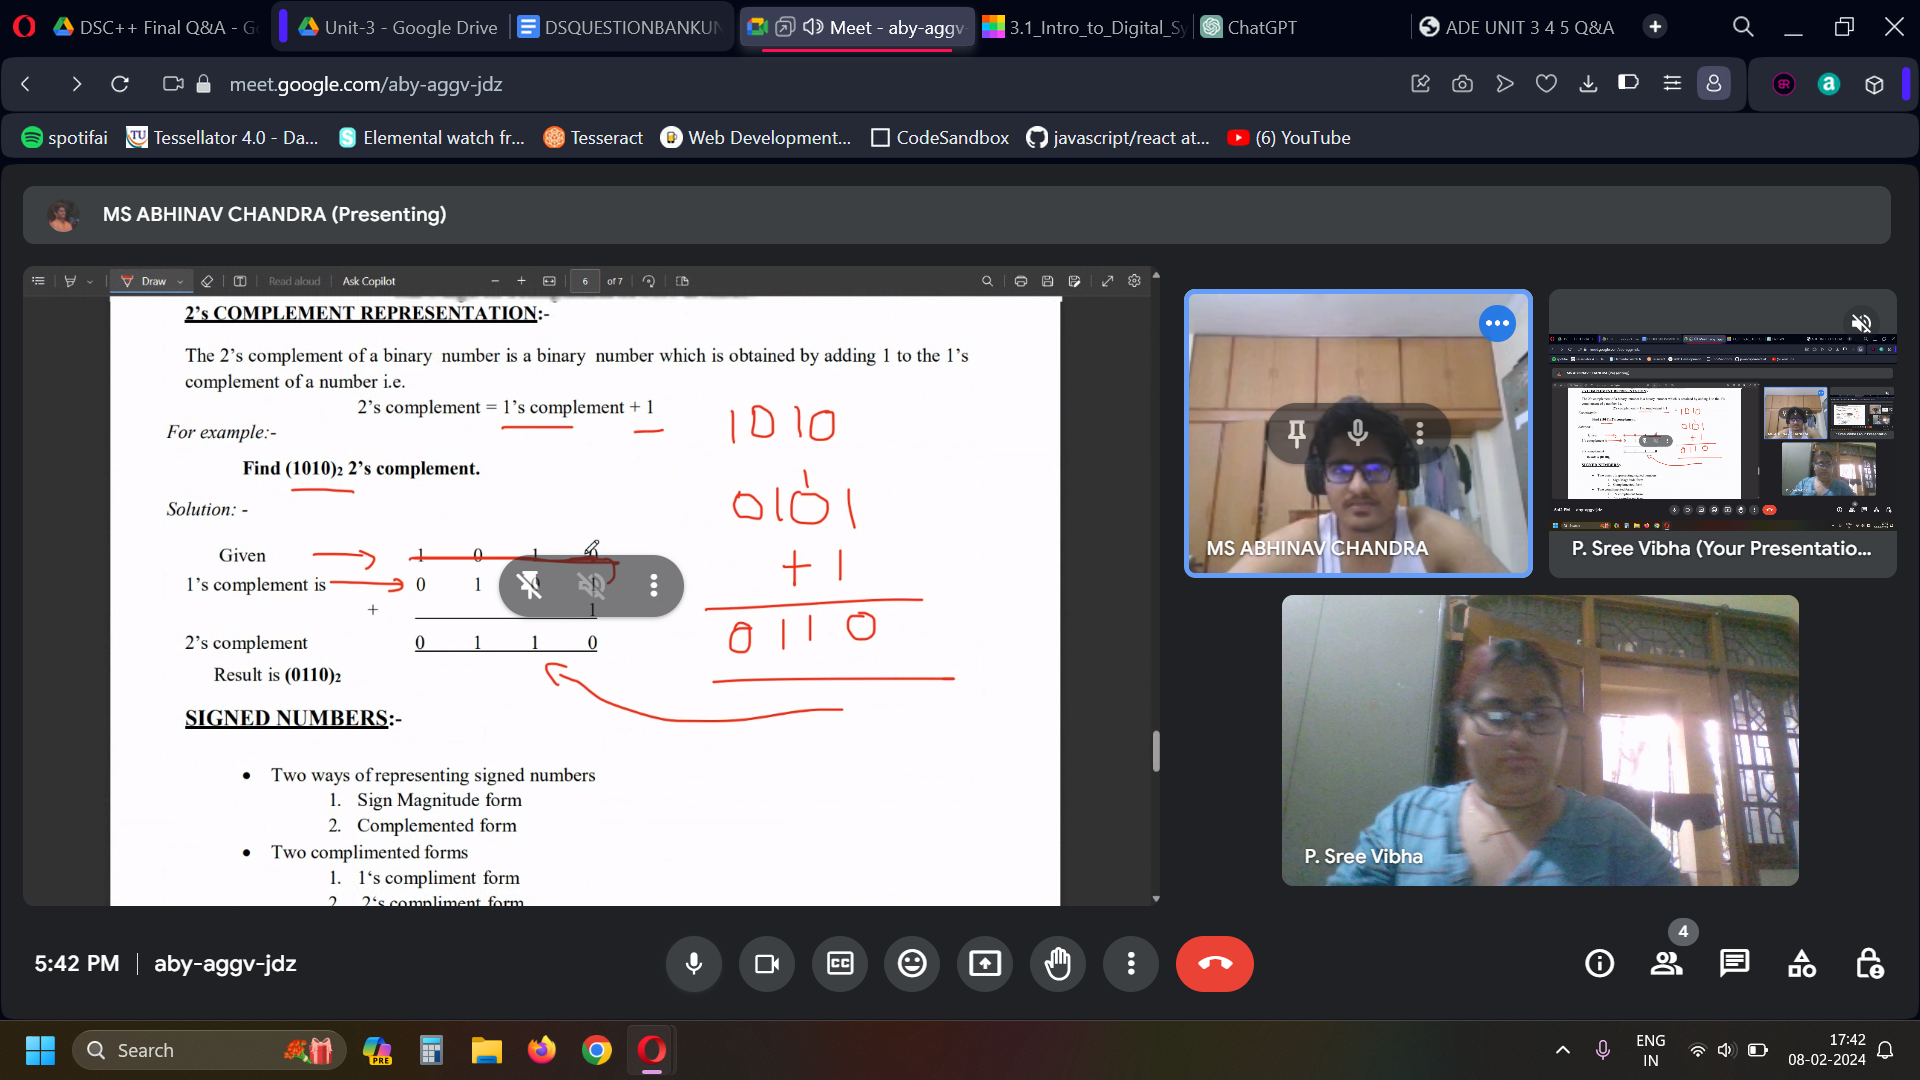 DSC++ Final Q&A - G
Unit-3 - Google Drive
DSQUESTIONBANKUN
Meet - aby-aggv-
3.1_Intro_to_Digital_Sy
ChatGPT
ADE UNIT 3 4 5 Q&A
meet.google.com/aby-aggv-jdz
spotifai
TU
Tessellator 4.0 - Da...
Elemental watch fr...
Tesseract
Web Development...
CodeSandbox
javascript/react at...
(6) YouTube
MS ABHINAV CHANDRA (Presenting)
Draw
Read aloud
Ask Copilot
6
of 7
2's COMPLEMENT REPRESENTATION:-
The 2's complement of a binary number is a binary number which is obtained by adding 1 to the 1's
complement of a number i.e.
2's complement = 1's complement + 1
For example:-
Find (1010)₂ 2's complement.
Solution: -
Given 1 0 1 0
1's complement is 0 1 0 1
+ 1
2's complement 0 1 1 0
Result is (0110)₂
1010
1
0101
+ 1
0110
SIGNED NUMBERS:-
• Two ways of representing signed numbers
1. Sign Magnitude form
2. Complemented form
• Two complimented forms
1. 1's compliment form
2. 2's compliment form
MS ABHINAV CHANDRA
P. Sree Vibha (Your Presentatio...
P. Sree Vibha
5:42 PM | aby-aggv-jdz
CC
4
Search
PRE
ENG
IN
17:42
08-02-2024